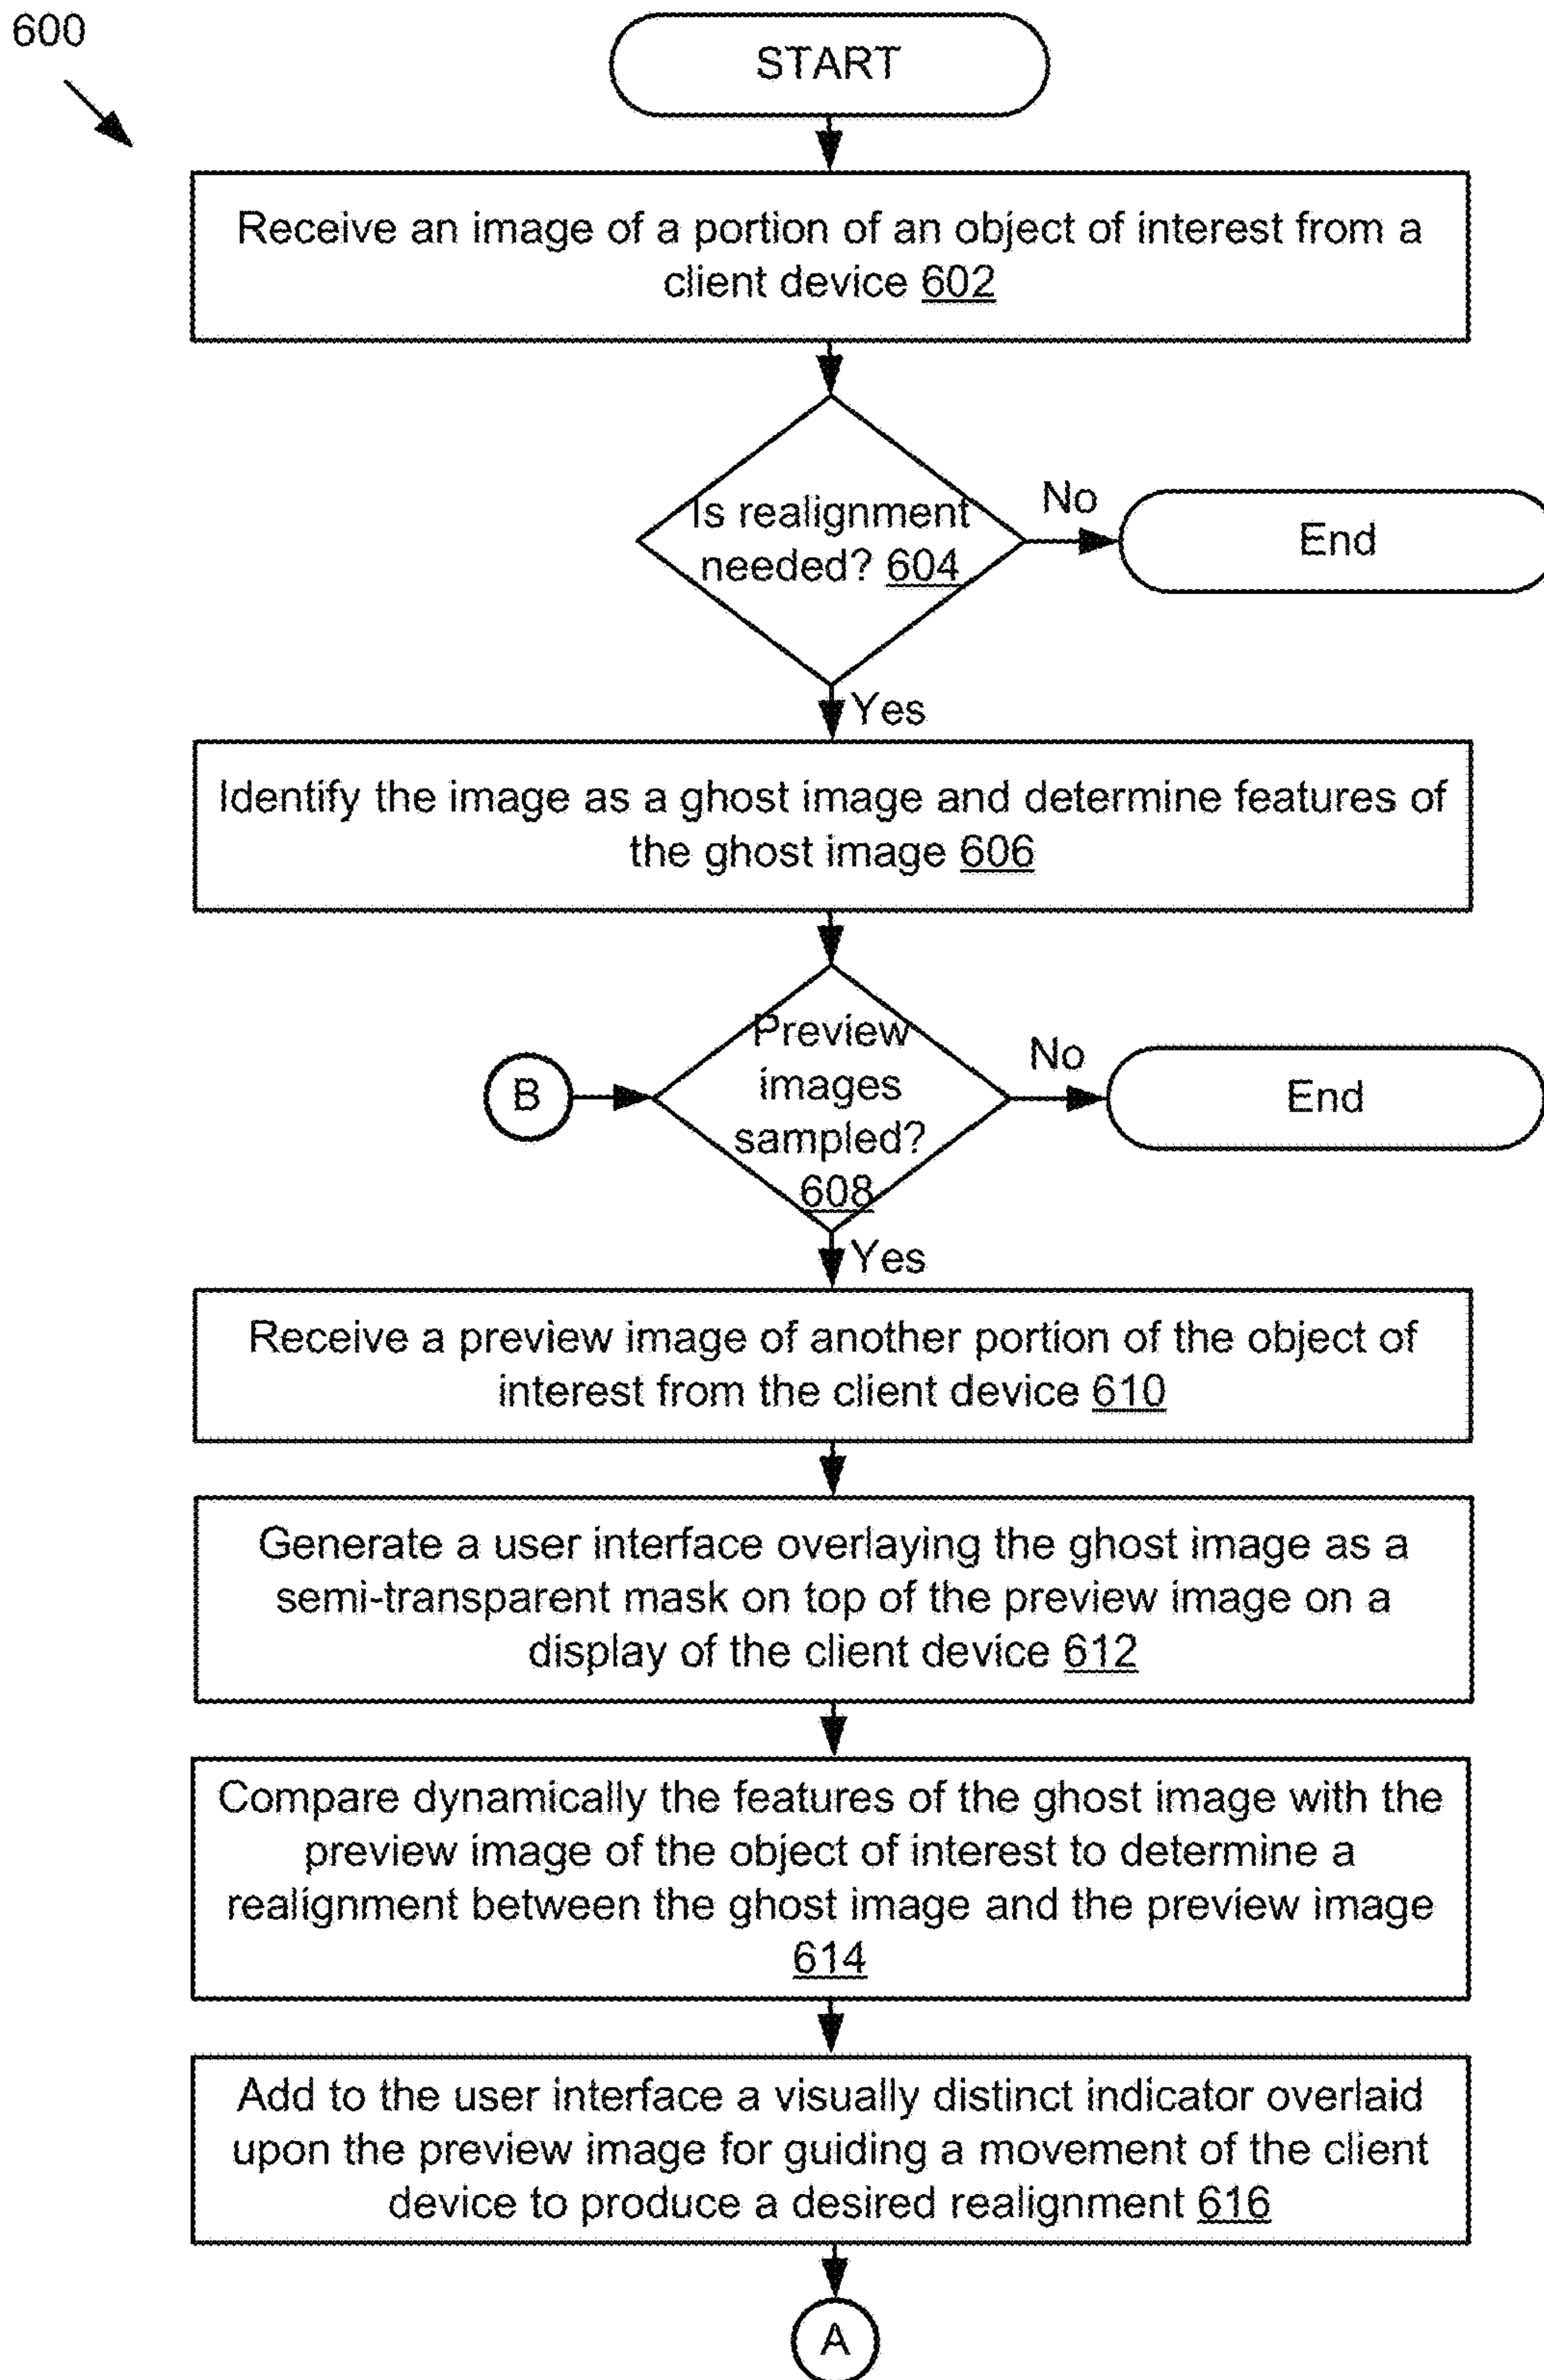 600
START
Receive an image of a portion of an object of interest from a
client device 602
Is realignment
needed? 604
No
End
Yes
Identify the image as a ghost image and determine features of
the ghost image 606
B
Preview
images
sampled?
608
No
End
Yes
Receive a preview image of another portion of the object of
interest from the client device 610
Generate a user interface overlaying the ghost image as a
semi-transparent mask on top of the preview image on a
display of the client device 612
Compare dynamically the features of the ghost image with the
preview image of the object of interest to determine a
realignment between the ghost image and the preview image
614
Add to the user interface a visually distinct indicator overlaid
upon the preview image for guiding a movement of the client
device to produce a desired realignment 616
A